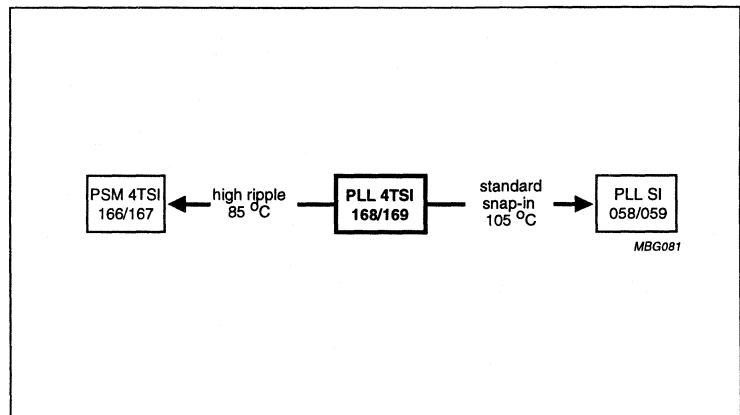 PSM 4TSI
166/167
high ripple
85 °C
PLL 4TSI
168/169
standard
snap-in
105 °C
PLL SI
058/059
MBG081